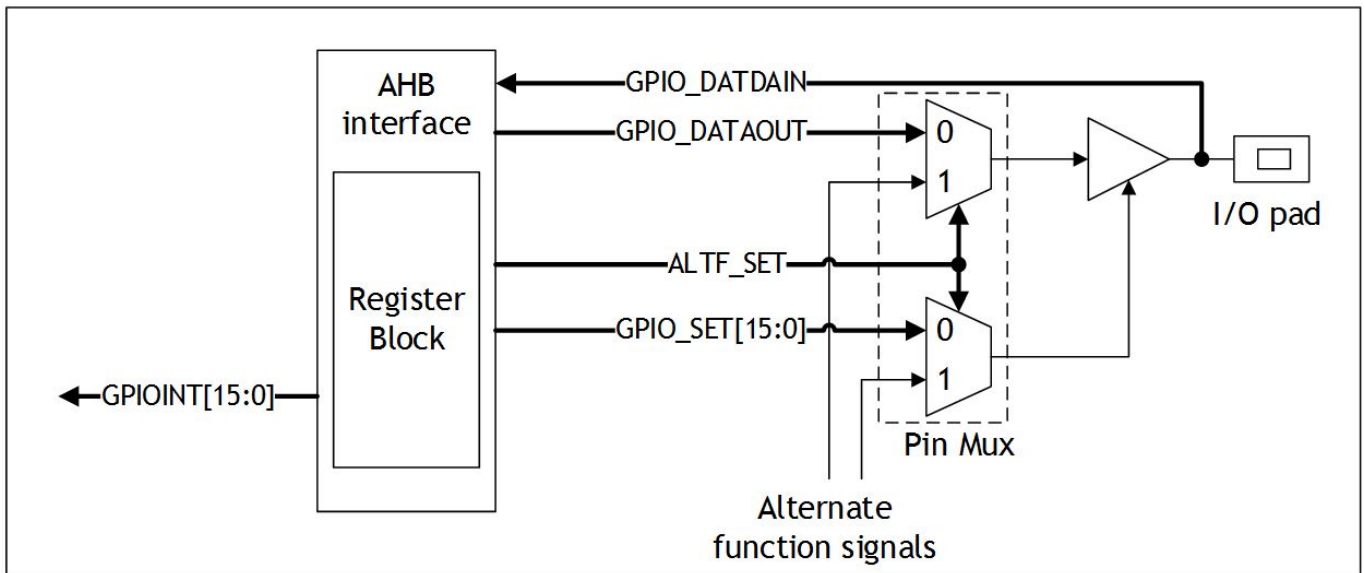 AHB
interface
GPIO_DATDAIN
GPIO_DATAOUT
0
1
I/O pad
ALTF_SET
Register
Block
GPIO_SET[15:0]
0
1
GPIOINT[15:0]
Pin Mux
Alternate
function signals